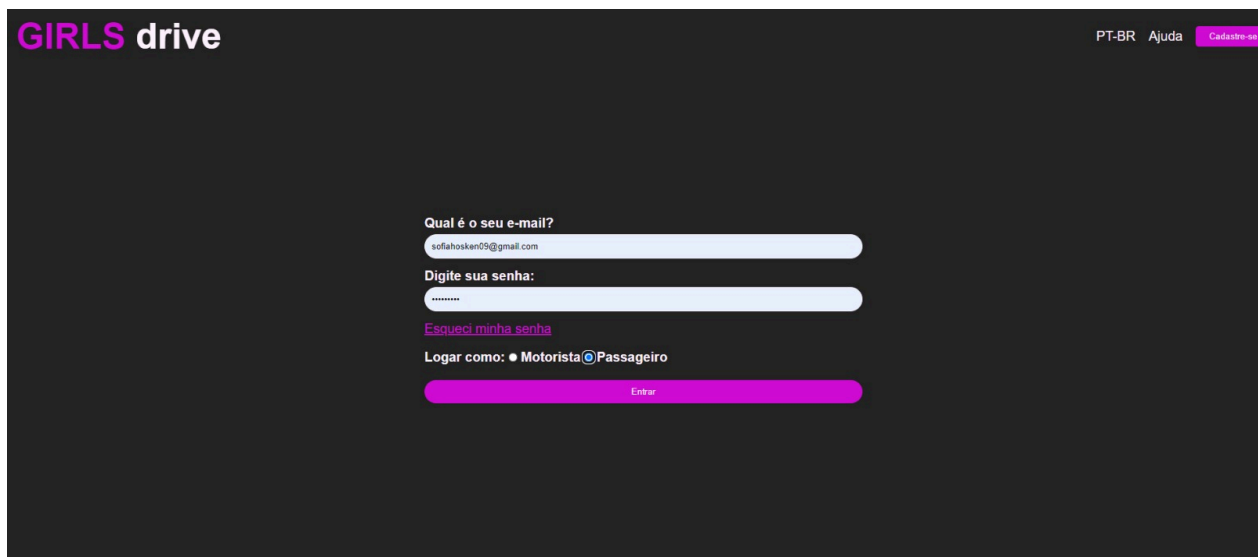 GIRLS drive
PT-BR Ajuda Cadastre-se
Qual é o seu e-mail?
sofiahosken09@gmail.com
Digite sua senha:
•••••••••
Esqueci minha senha
Logar como: Motorista Passageiro
Entrar